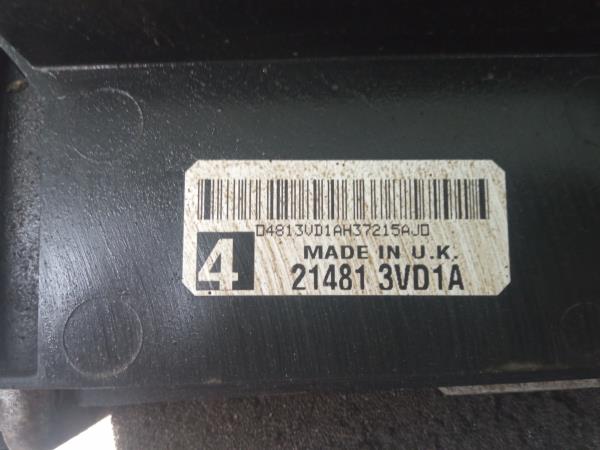 D4813VD1AH37215AJD
4
MADE IN U.K.
21481 3VD1A